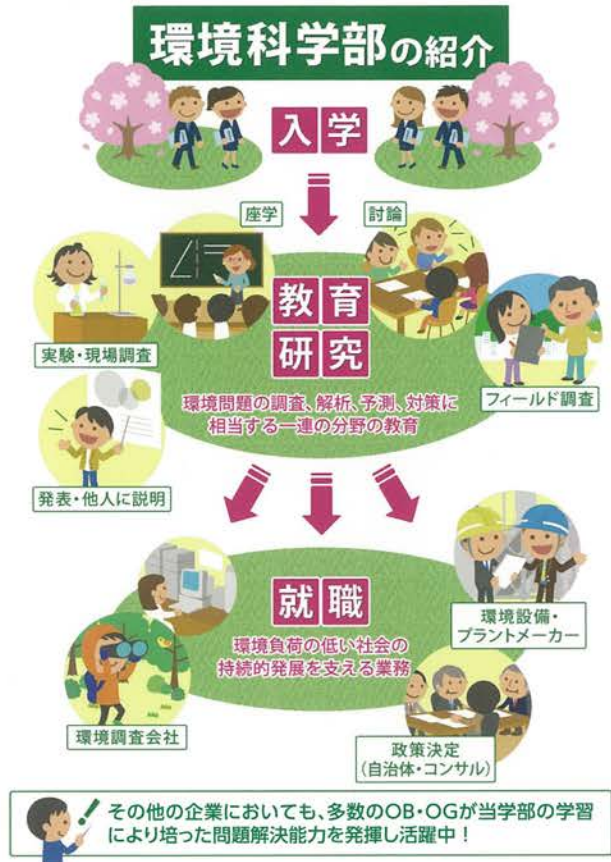 環境科学部の紹介
入学
座学
討論
実験・現場調査
教育
研究
環境問題の調査、解析、予測、対策に
相当する一連の分野の教育
フィールド調査
発表・他人に説明
就職
環境負荷の低い社会の
持続的発展を支える業務
環境設備・
プラントメーカー
環境調査会社
政策決定
(自治体・コンサル)
その他の企業においても、多数のOB・OGが当学部の学習
により培った問題解決能力を発揮し活躍中！